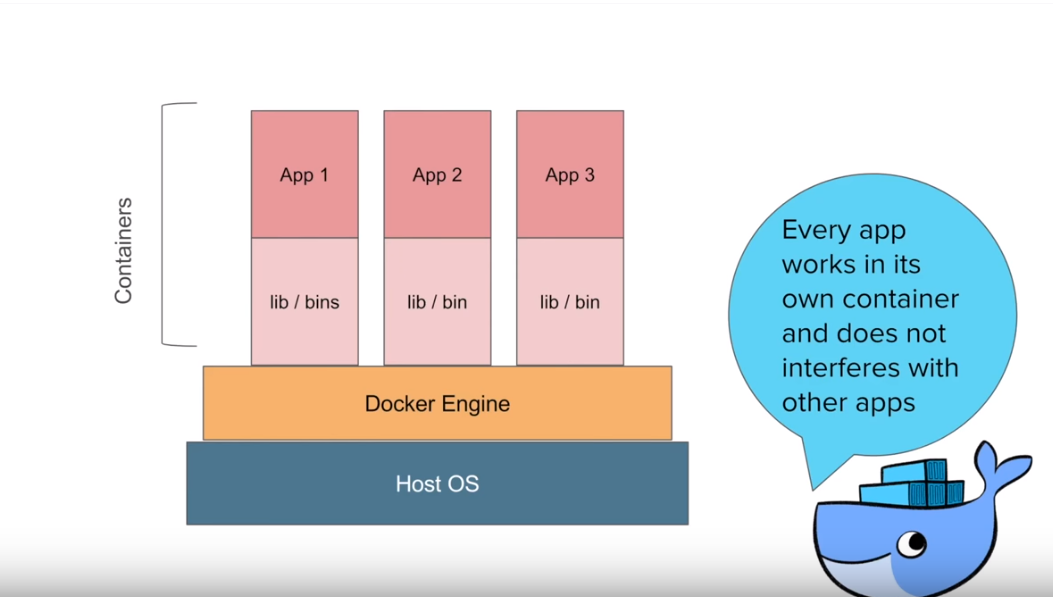 Containers
App 1
App 2
App 3
lib / bins
lib / bin
lib / bin
Docker Engine
Host OS
Every app
works in its
own container
and does not
interferes with
other apps